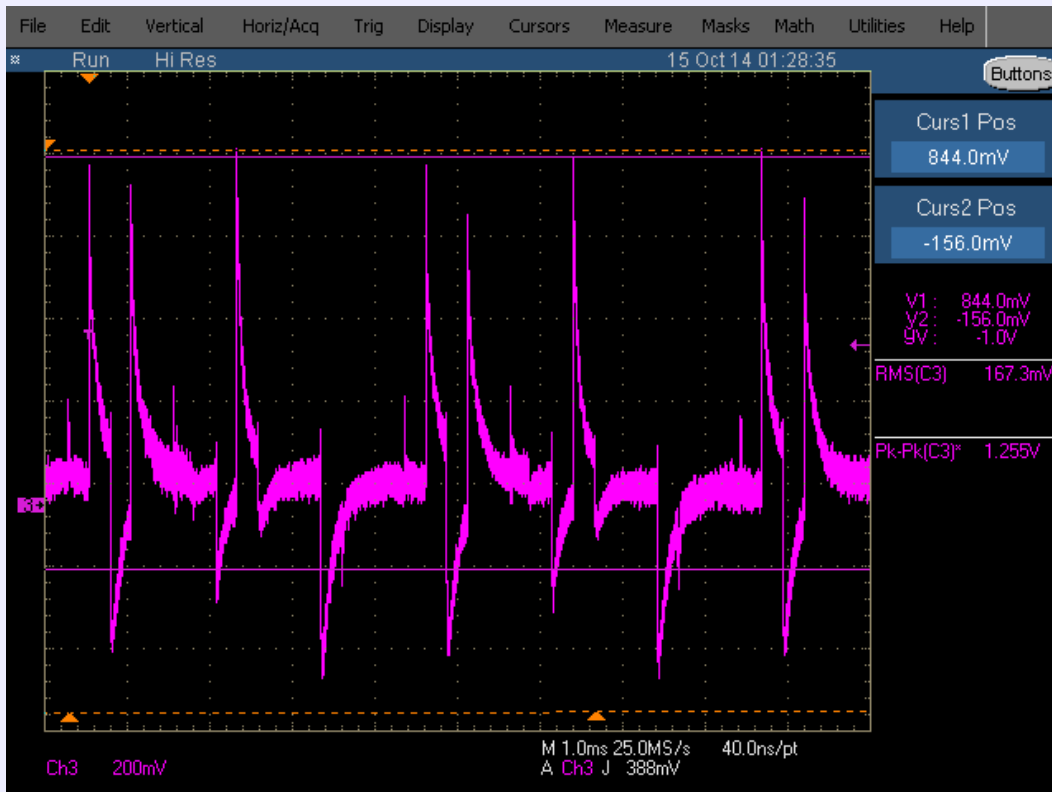 File Edit Vertical Horiz/Acq Trig Display Cursors Measure Masks Math Utilities Help
Run Hi Res 15 Oct 14 01:28:35
Buttons
Curs1 Pos
844.0mV
Curs2 Pos
-156.0mV
V1 : 844.0mV
V2 : -156.0mV
gV : -1.0V
RMS(C3) 167.3mV
Pk-Pk(C3)* 1.255V
3
M 1.0ms 25.0MS/s 40.0ns/pt
Ch3 200mV
A Ch3 J 388mV